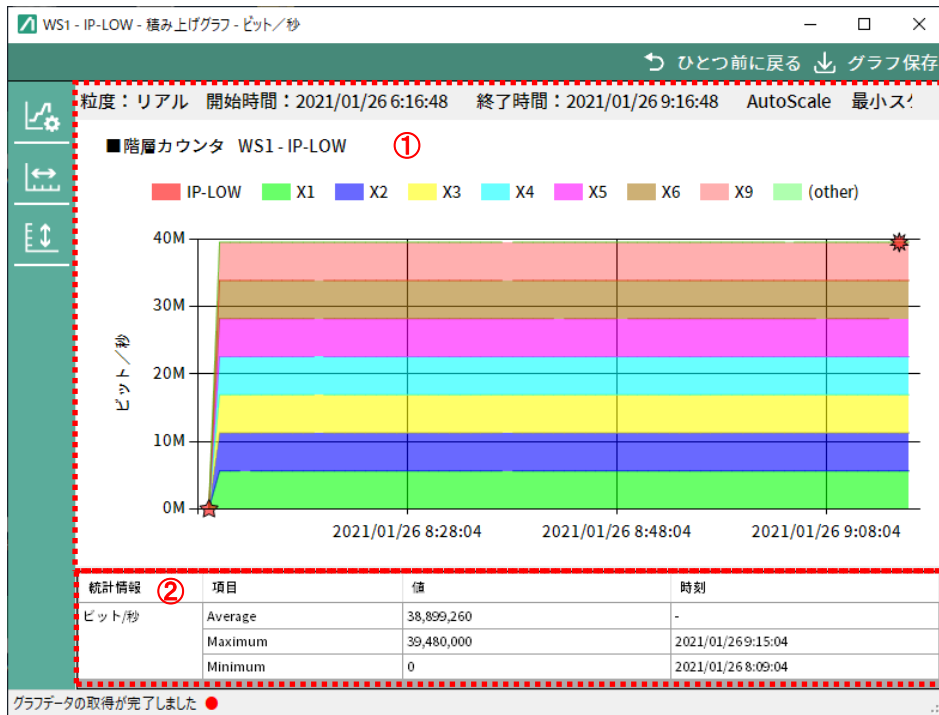 WS1 - IP-LOW - 積み上げグラフ - ビット／秒
ひとつ前に戻る グラフ保存
粒度：リアル 開始時間：2021/01/26 6:16:48 終了時間：2021/01/26 9:16:48 AutoScale 最小ス
■階層カウンタ WS1 - IP-LOW ①
IP-LOW X1 X2 X3 X4 X5 X6 X9 (other)
40M
30M
20M
10M
0M
ビット／秒
2021/01/26 8:28:04 2021/01/26 8:48:04 2021/01/26 9:08:04
統計情報 ② 項目 値 時刻
ビット/秒 Average 38,899,260 -
Maximum 39,480,000 2021/01/26 9:15:04
Minimum 0 2021/01/26 8:09:04
グラフデータの取得が完了しました